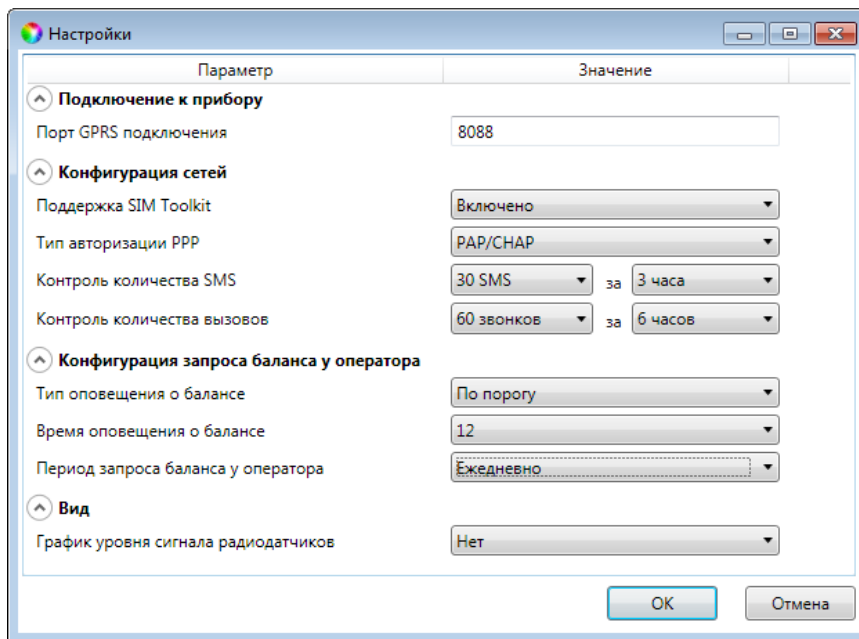 Настройки
Параметр Значение
Подключение к прибору
Порт GPRS подключения 8088
Конфигурация сетей
Поддержка SIM Toolkit Включено
Тип авторизации PPP PAP/CHAP
Контроль количества SMS 30 SMS за 3 часа
Контроль количества вызовов 60 звонков за 6 часов
Конфигурация запроса баланса у оператора
Тип оповещения о балансе По порогу
Время оповещения о балансе 12
Период запроса баланса у оператора Ежедневно
Вид
График уровня сигнала радиодатчиков Нет
ОК Отмена